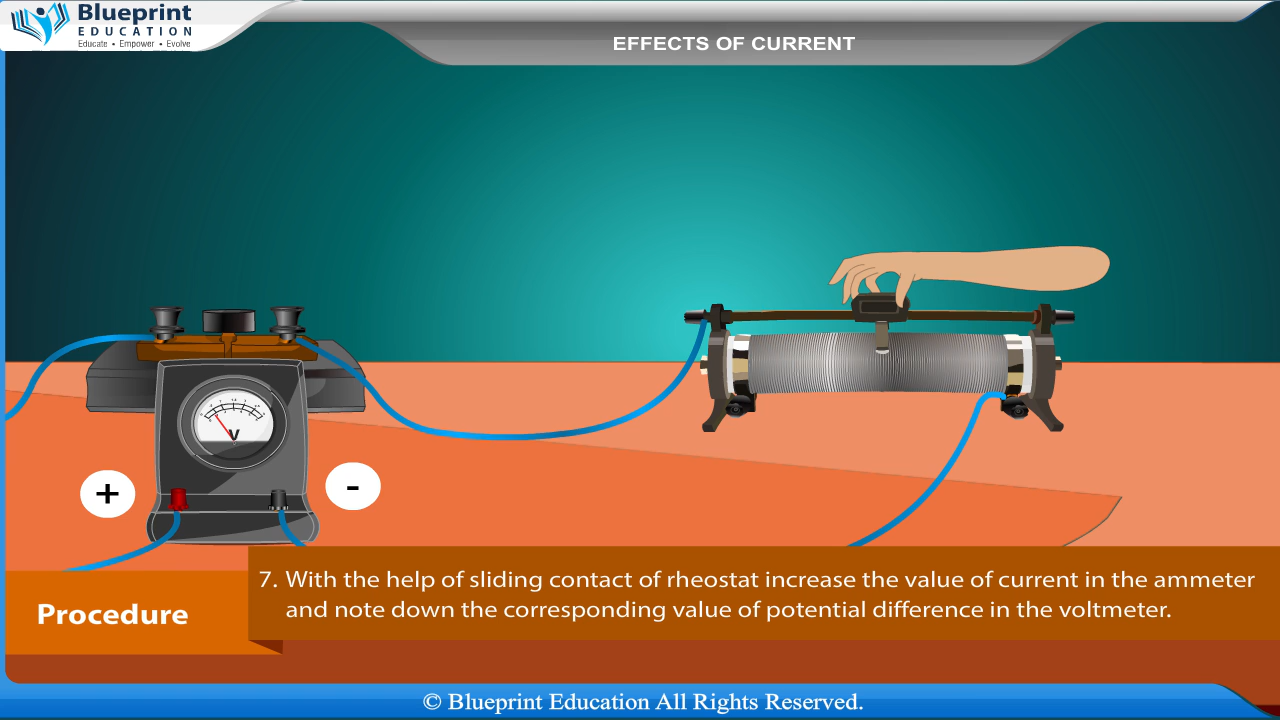 Blueprint
EDUCATION
Educate • Empower • Evolve
EFFECTS OF CURRENT
V
+
-
7. With the help of sliding contact of rheostat increase the value of current in the ammeter
and note down the corresponding value of potential difference in the voltmeter.
Procedure
© Blueprint Education All Rights Reserved.